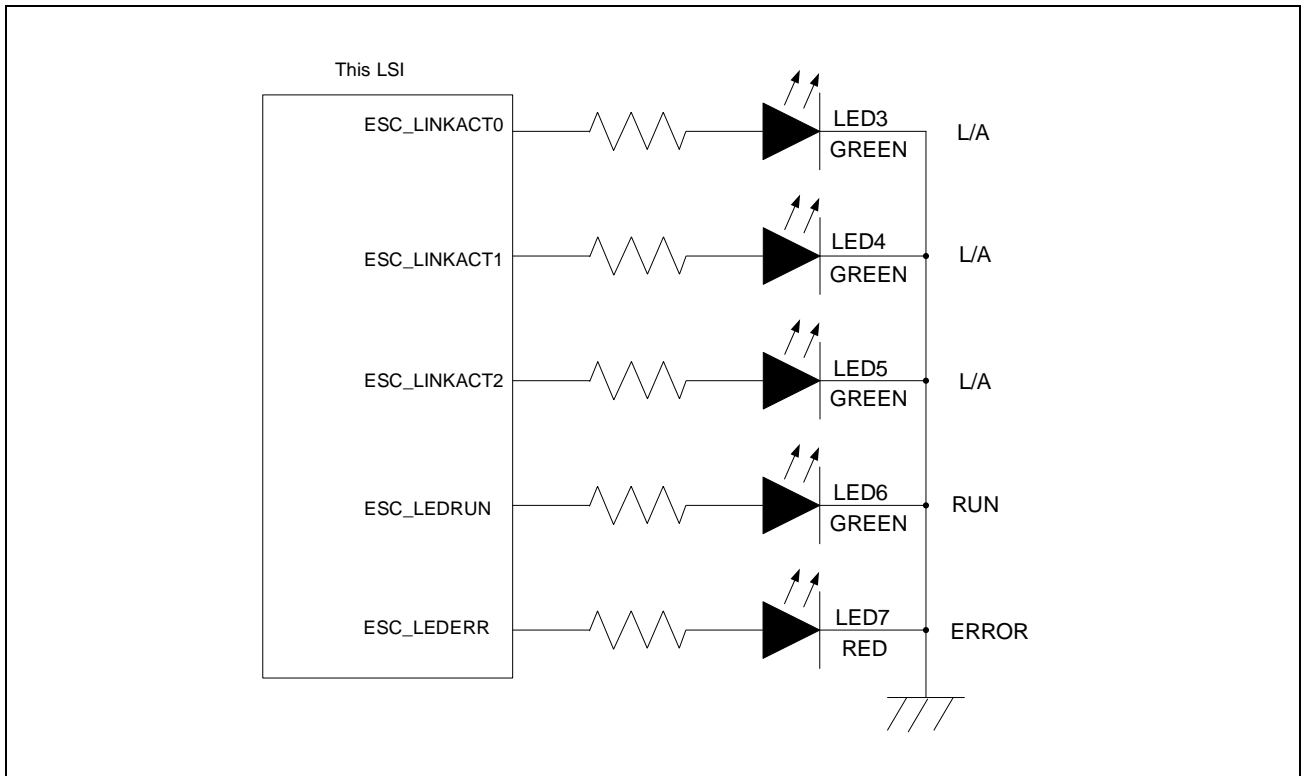 This LSI
ESC_LINKACT0
LED3
GREEN
L/A
ESC_LINKACT1
LED4
GREEN
L/A
ESC_LINKACT2
LED5
GREEN
L/A
ESC_LEDRUN
LED6
GREEN
RUN
ESC_LEDERR
LED7
RED
ERROR